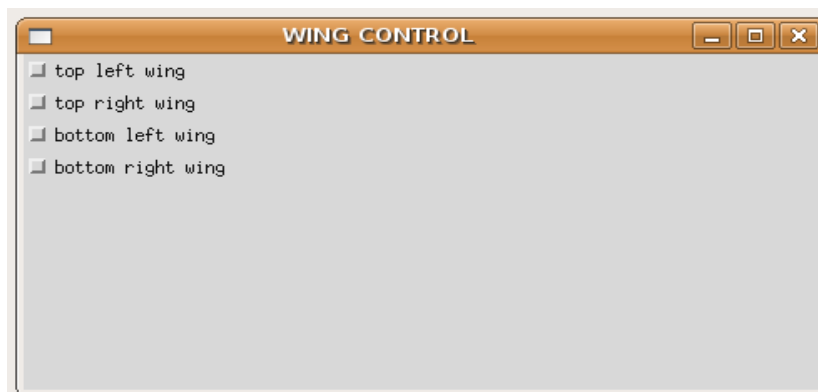 WING CONTROL
top left wing
top right wing
bottom left wing
bottom right wing